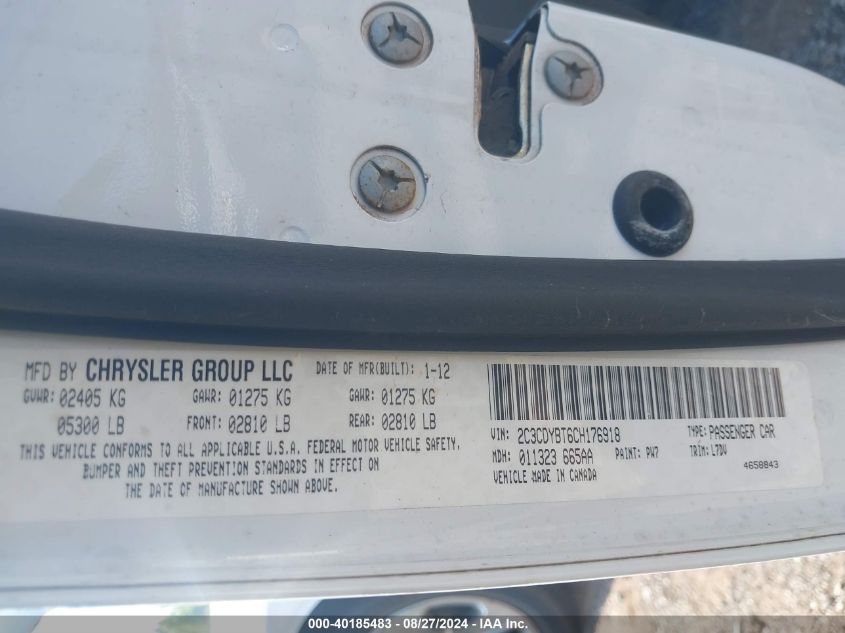 MFD BY CHRYSLER GROUP LLC DATE OF MFR(BUILT): 1-12
GVWR: 02405 KG GAWR: 01275 KG GAWR: 01275 KG
05300 LB FRONT: 02810 LB REAR: 02810 LB
THIS VEHICLE CONFORMS TO ALL APPLICABLE U.S.A. FEDERAL MOTOR VEHICLE SAFETY,
BUMPER AND THEFT PREVENTION STANDARDS IN EFFECT ON
THE DATE OF MANUFACTURE SHOWN ABOVE.
VIN: 2C3CDYBT6CH176918 TYPE: PASSENGER CAR
MDH: 011323 665AA PAINT: PW7 TRIM: L7DV
VEHICLE MADE IN CANADA 4658843
000-40185483 - 08/27/2024 - IAA, Inc.